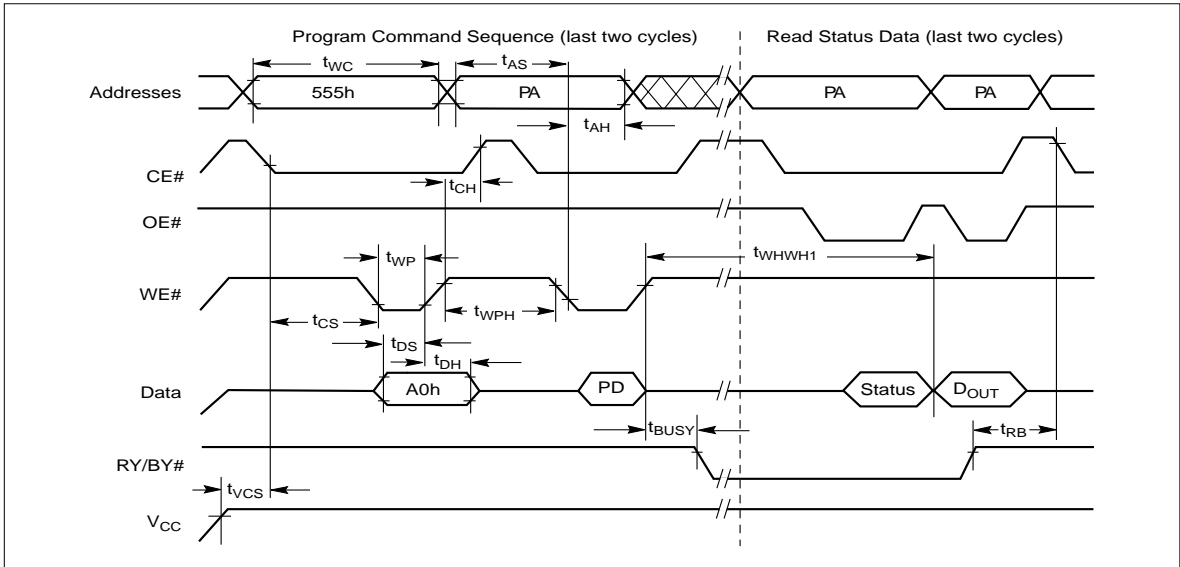 Program Command Sequence (last two cycles) Read Status Data (last two cycles)
tWC tAS
Addresses 555h PA PA PA
tAH
CE#
tCH
OE#
tWP tWHWH1
WE#
tWPH
tCS
tDS
tDH
Data A0h PD Status DOUT
tBUSY tRB
RY/BY#
tVCS
VCC